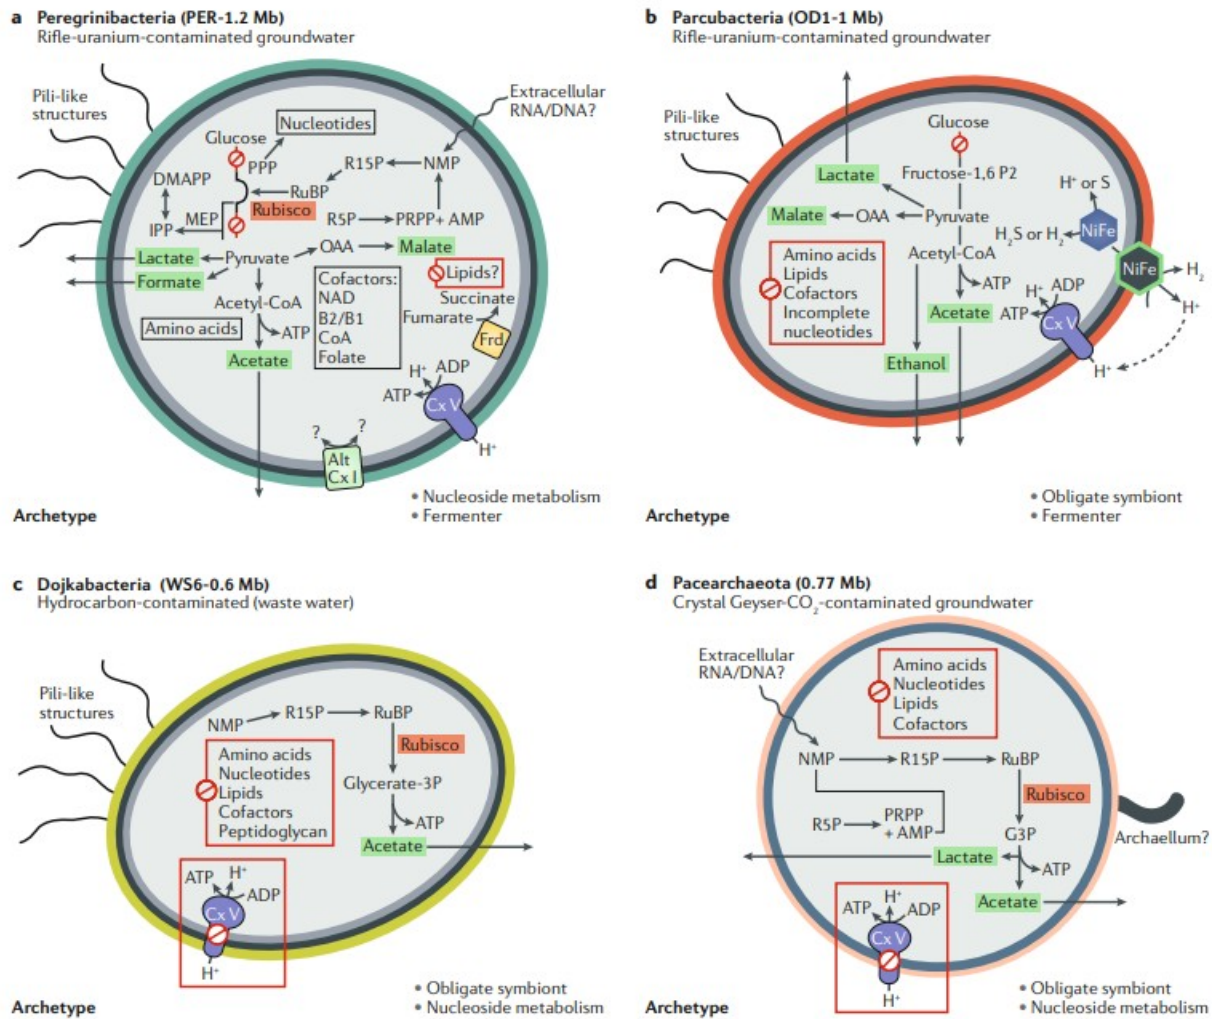 a Peregrinibacteria (PER-1.2 Mb)
Rifle-uranium-contaminated groundwater
Pili-like
structures
Extracellular
RNA/DNA?
Nucleotides
Glucose
PPP
R15P
NMP
DMAPP
RuBP
Rubisco
MEP
IPP
R5P
PRPP+ AMP
OAA
Malate
Lactate
Pyruvate
Formate
Lipids?
Acetyl-CoA
Cofactors:
NAD
B2/B1
CoA
Folate
Succinate
Fumarate
Frd
Amino acids
ATP
Acetate
H+
ADP
ATP
Cx V
H+
?
?
Alt
Cx I
Archetype
• Nucleoside metabolism
• Fermenter
b Parcubacteria (OD1-1 Mb)
Rifle-uranium-contaminated groundwater
Pili-like
structures
Glucose
Lactate
Fructose-1,6 P2
H+ or S
Malate
OAA
Pyruvate
H2S or H2
NiFe
Amino acids
Lipids
Cofactors
Incomplete
nucleotides
Acetyl-CoA
NiFe
H2
ATP
H+
ADP
H+
Acetate
ATP
Cx V
Ethanol
H+
Archetype
• Obligate symbiont
• Fermenter
c Dojkabacteria (WS6-0.6 Mb)
Hydrocarbon-contaminated (waste water)
Pili-like
structures
NMP
R15P
RuBP
Rubisco
Amino acids
Nucleotides
Lipids
Cofactors
Peptidoglycan
Glycerate-3P
ATP
Acetate
ATP
H+
ADP
Cx V
H+
Archetype
• Obligate symbiont
• Nucleoside metabolism
d Pacearchaeota (0.77 Mb)
Crystal Geyser-CO2-contaminated groundwater
Extracellular
RNA/DNA?
Amino acids
Nucleotides
Lipids
Cofactors
NMP
R15P
RuBP
Rubisco
R5P
PRPP
+ AMP
G3P
Archaellum?
Lactate
ATP
Acetate
H+
ATP
ADP
Cx V
H+
Archetype
• Obligate symbiont
• Nucleoside metabolism